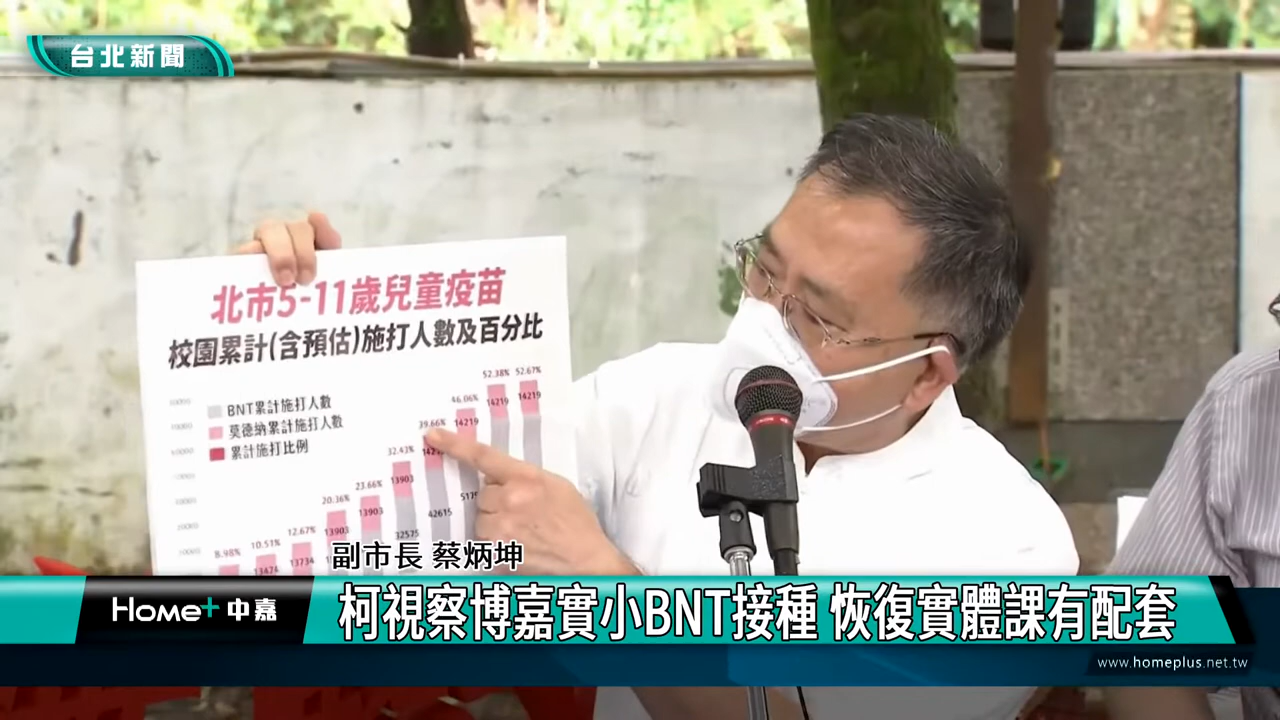 台北新聞
北市5-11歲兒童疫苗
校園累計(含預估)施打人數及百分比
BNT累計施打人數
莫德納累計施打人數
累計施打比例
8.98% 10.51% 12.67% 20.36% 23.66% 32.43% 39.66% 46.06% 52.38% 52.67%
13474 13734 13903 13903 13903 14219 14219 14219
32575 42615
副市長 蔡炳坤
Home+ 中嘉
柯視察博嘉實小BNT接種 恢復實體課有配套
www.homeplus.net.tw